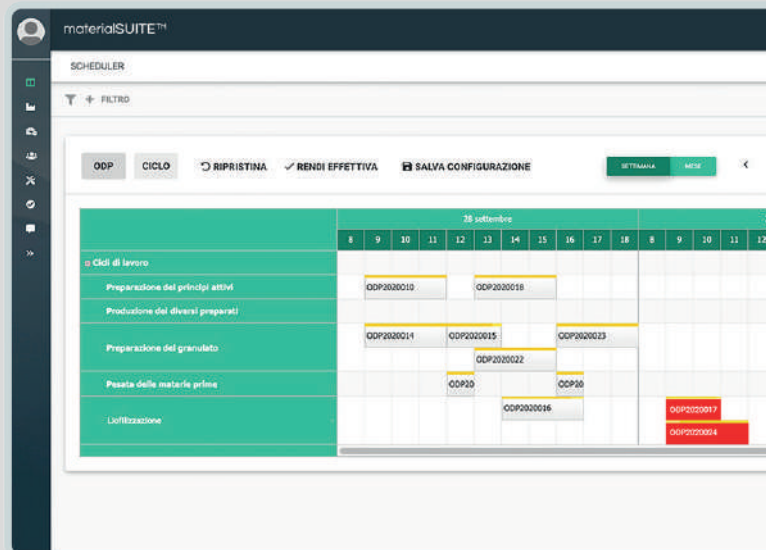 materialSUITE™
SCHEDULER
+ FILTRO
ODP CICLO RIPRISTINA RENDI EFFETTIVA SALVA CONFIGURAZIONE SETTIMANA MESE
28 settembre
8 9 10 11 12 13 14 15 16 17 18 8 9 10 11 12
Cicli di lavoro
Preparazione dei principi attivi ODP2020010 ODP2020018
Produzione dei diversi preparati
Preparazione del granulato ODP2020014 ODP2020015 ODP2020023
ODP2020022
Pesata delle materie prime ODP20 ODP20
Liofilizzazione ODP2020016 ODP2020017
ODP2020024